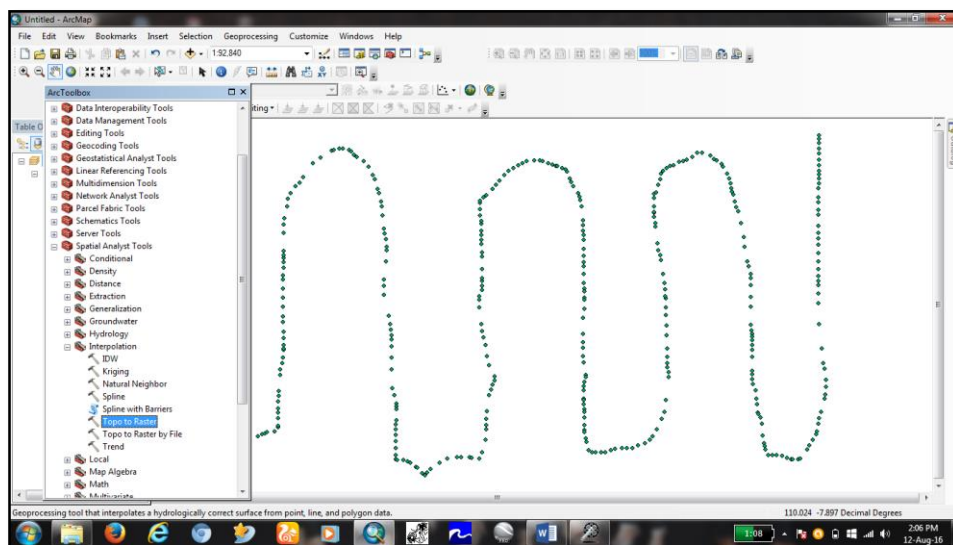 Untitled - ArcMap
File Edit View Bookmarks Insert Selection Geoprocessing Customize Windows Help
1:92.840
ArcToolbox
Data Interoperability Tools
Data Management Tools
Editing Tools
Geocoding Tools
Geostatistical Analyst Tools
Linear Referencing Tools
Multidimension Tools
Network Analyst Tools
Parcel Fabric Tools
Schematics Tools
Server Tools
Spatial Analyst Tools
Conditional
Density
Distance
Extraction
Generalization
Groundwater
Hydrology
Interpolation
IDW
Kriging
Natural Neighbor
Spline
Spline with Barriers
Topo to Raster
Topo to Raster by File
Trend
Local
Map Algebra
Math
Multivariate
Table O
iting
Geoprocessing tool that interpolates a hydrologically correct surface from point, line, and polygon data.
110.024 -7.897 Decimal Degrees
1:08
2:06 PM
12-Aug-16